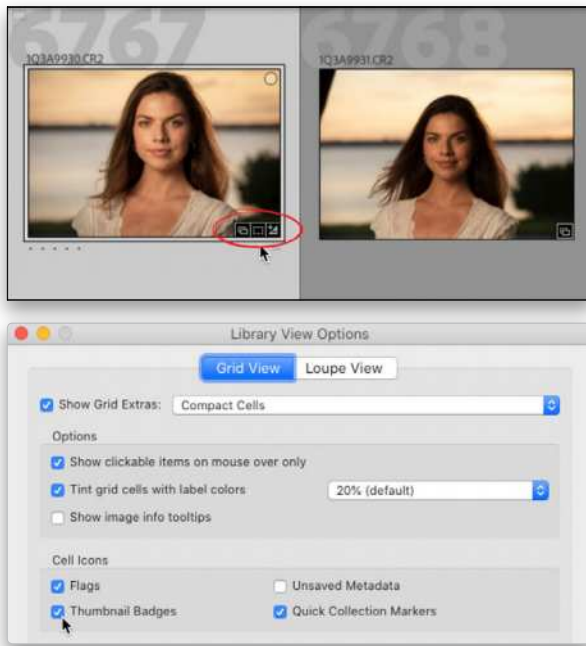 6767
6768
1Q3A9930.CR2
1Q3A9931.CR2
Library View Options
Grid View
Loupe View
Show Grid Extras:
Compact Cells
Options
Show clickable items on mouse over only
Tint grid cells with label colors
20% (default)
Show image info tooltips
Cell Icons
Flags
Unsaved Metadata
Thumbnail Badges
Quick Collection Markers